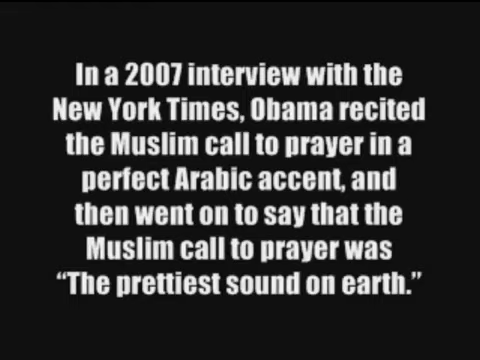 In a 2007 interview with the
New York Times, Obama recited
the Muslim call to prayer in a
perfect Arabic accent, and
then went on to say that the
Muslim call to prayer was
“The prettiest sound on earth.”